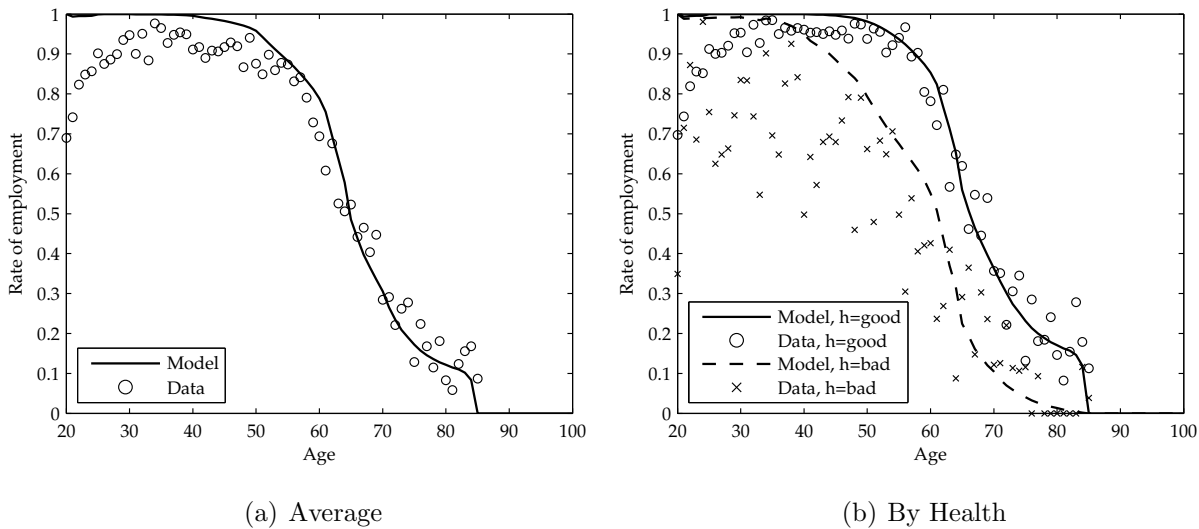 1
0.9
0.8
0.7
0.6
0.5
0.4
0.3
0.2
0.1
0
Rate of employment
Model
Data
20 30 40 50 60 70 80 90 100
Age
(a) Average
1
0.9
0.8
0.7
0.6
0.5
0.4
0.3
0.2
0.1
0
Rate of employment
Model, h=good
Data, h=good
Model, h=bad
Data, h=bad
20 30 40 50 60 70 80 90 100
Age
(b) By Health